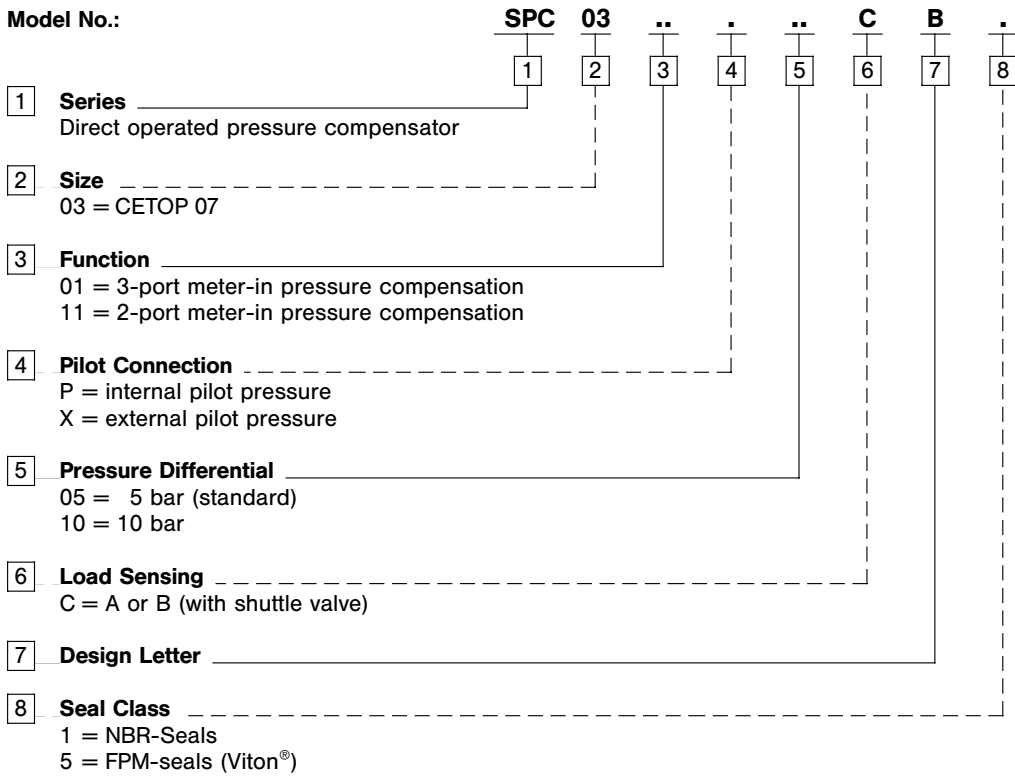 Model No.: SPC 03 .. . .. C B .
1 2 3 4 5 6 7 8
1 Series
Direct operated pressure compensator
2 Size
03 = CETOP 07
3 Function
01 = 3-port meter-in pressure compensation
11 = 2-port meter-in pressure compensation
4 Pilot Connection
P = internal pilot pressure
X = external pilot pressure
5 Pressure Differential
05 = 5 bar (standard)
10 = 10 bar
6 Load Sensing
C = A or B (with shuttle valve)
7 Design Letter
8 Seal Class
1 = NBR-Seals
5 = FPM-seals (Viton®)